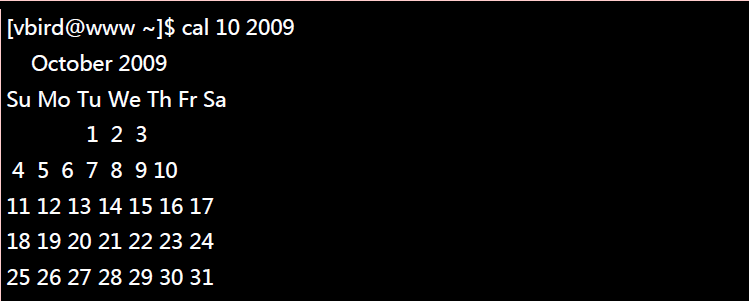 [vbird@www ~]$ cal 10 2009
October 2009
Su Mo Tu We Th Fr Sa
1 2 3
4 5 6 7 8 9 10
11 12 13 14 15 16 17
18 19 20 21 22 23 24
25 26 27 28 29 30 31